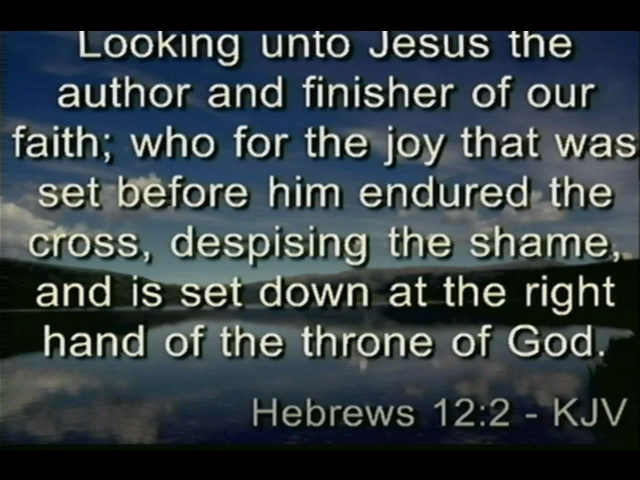 Looking unto Jesus the
author and finisher of our
faith; who for the joy that was
set before him endured the
cross, despising the shame,
and is set down at the right
hand of the throne of God.
Hebrews 12:2 - KJV